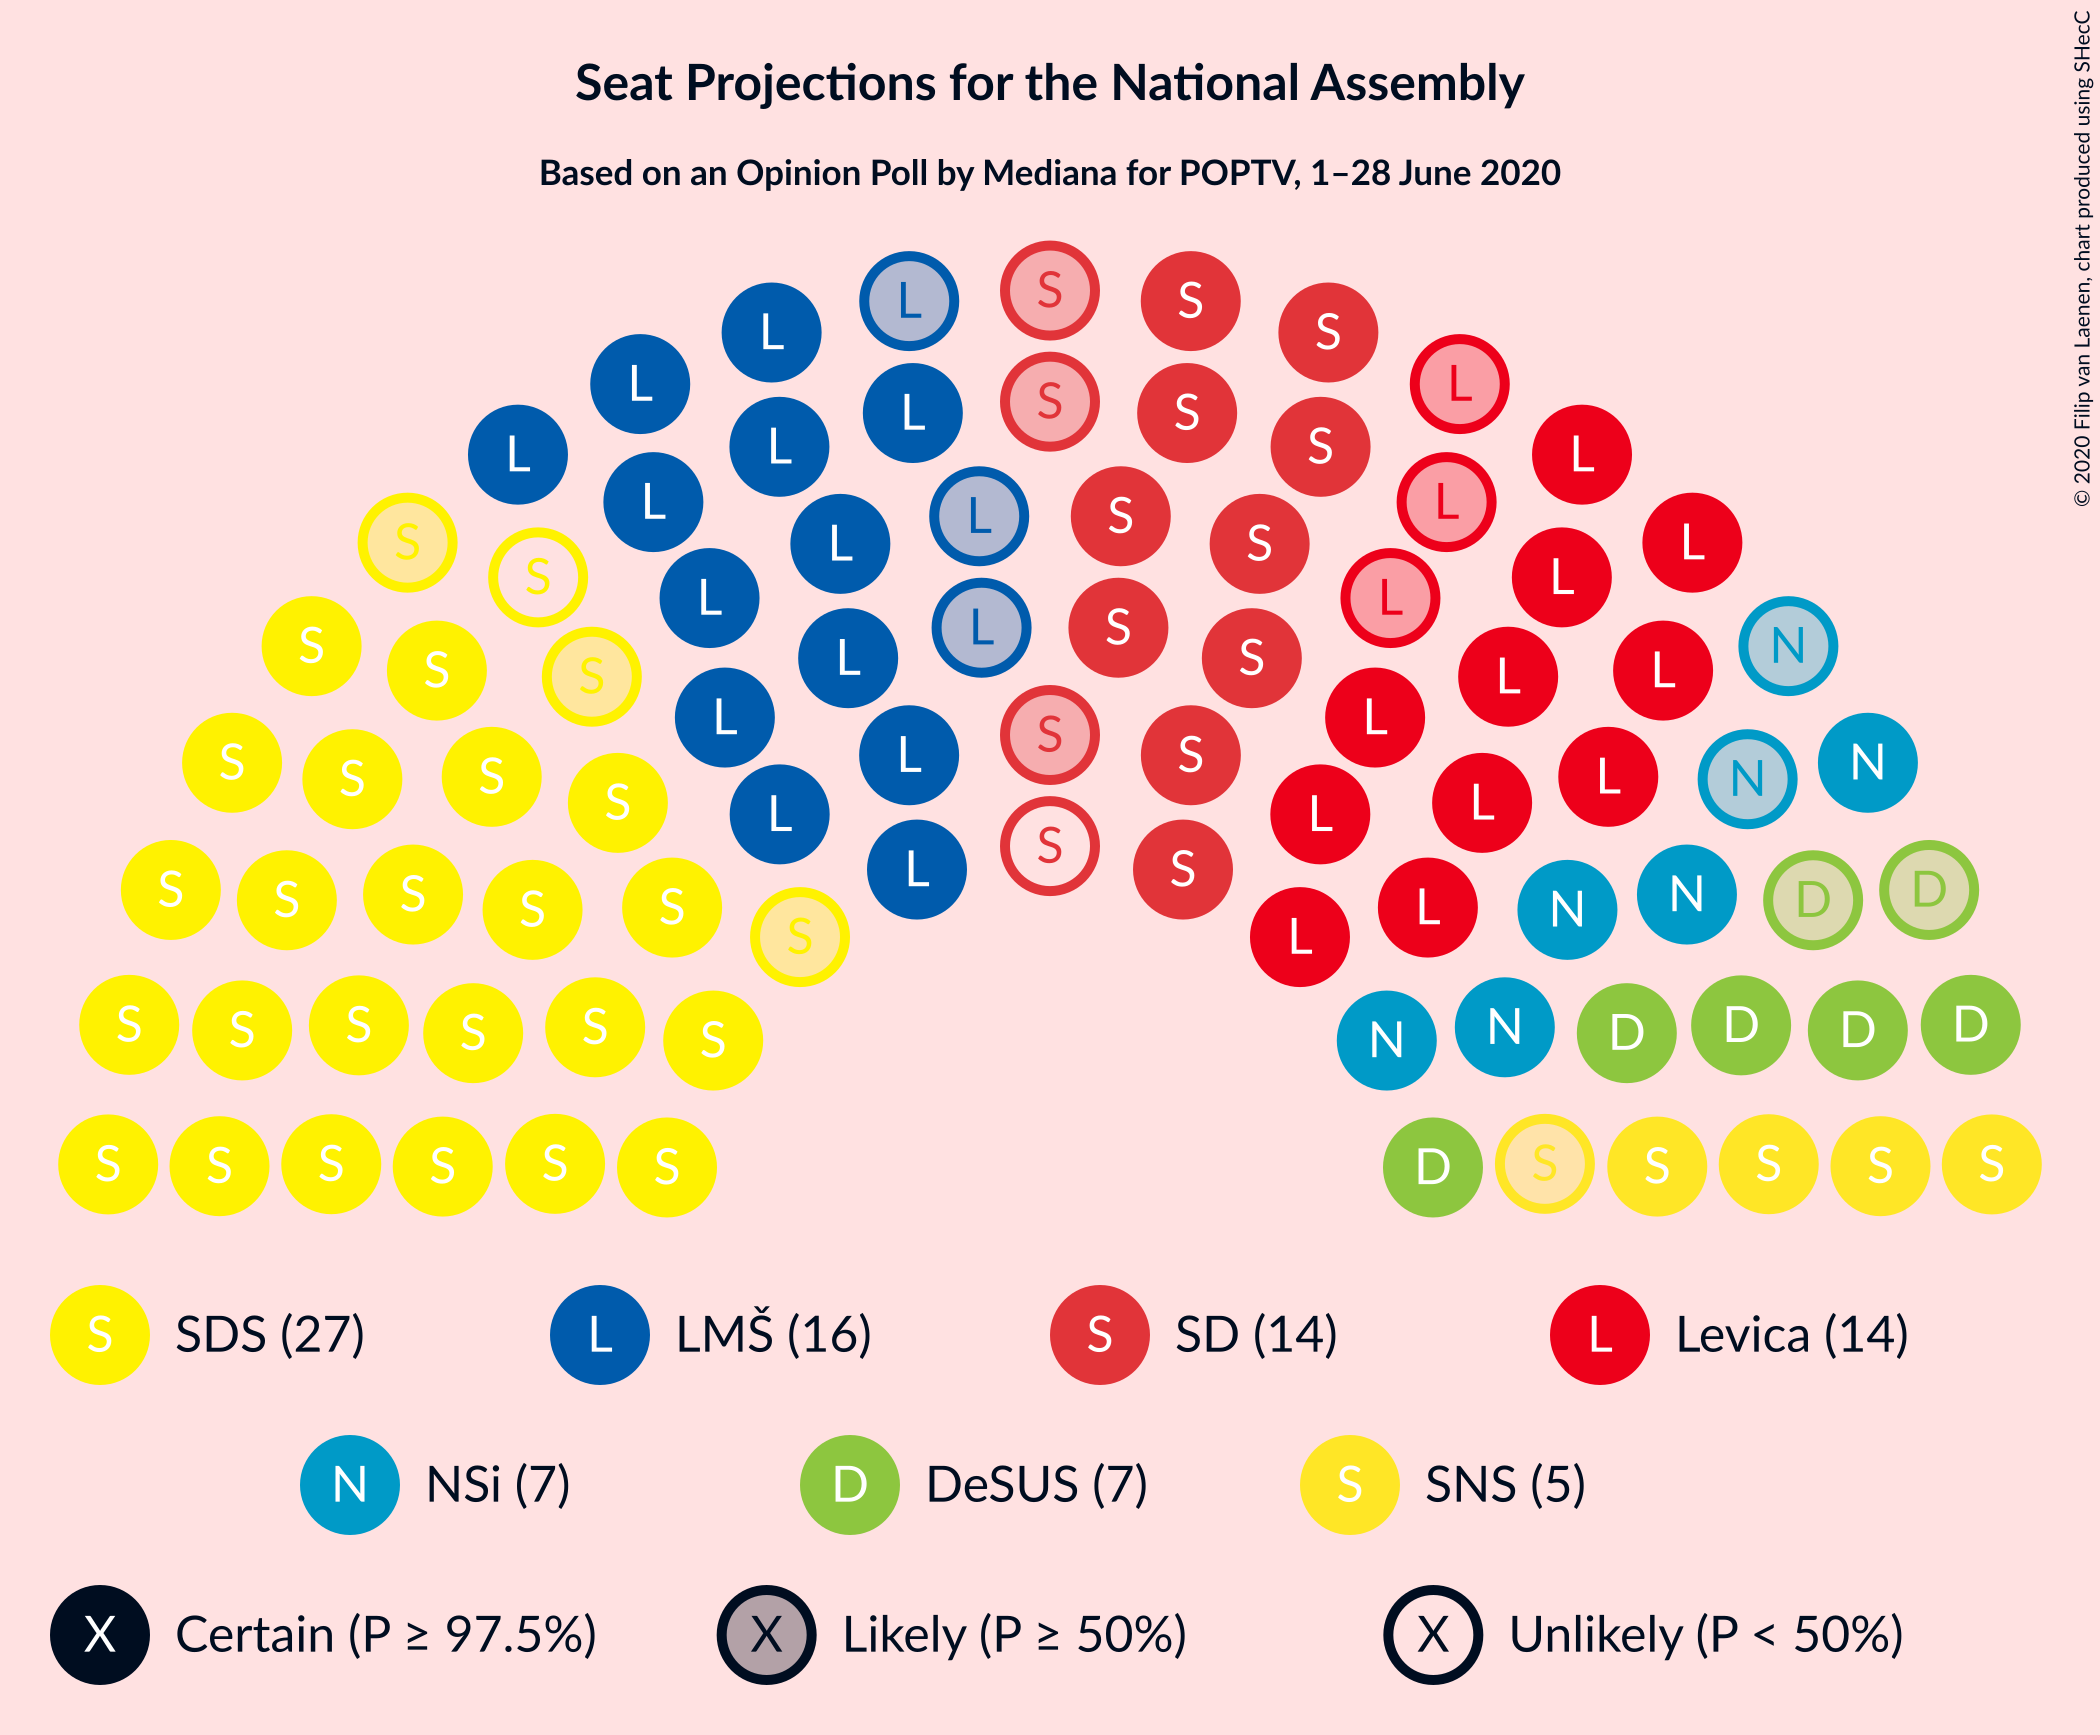 Seat Projections for the National Assembly
Based on an Opinion Poll by Mediana for POPTV, 1–28 June 2020
© 2020 Filip van Laenen, chart produced using SHecC
L S S
L L
L L L S S L L
L L S
S L L L S S L L
S L L L
L L S S
S S S L L L N
L S L
S S L S L
S S S S L L L L N N
S S S S S S L S L L N N D D
S S S S S S N N D D D D
S S S S S S D S S S S S
S SDS (27) L LMŠ (16) S SD (14) L Levica (14)
N NSi (7) D DeSUS (7) S SNS (5)
X Certain (P ≥ 97.5%) X Likely (P ≥ 50%) X Unlikely (P < 50%)